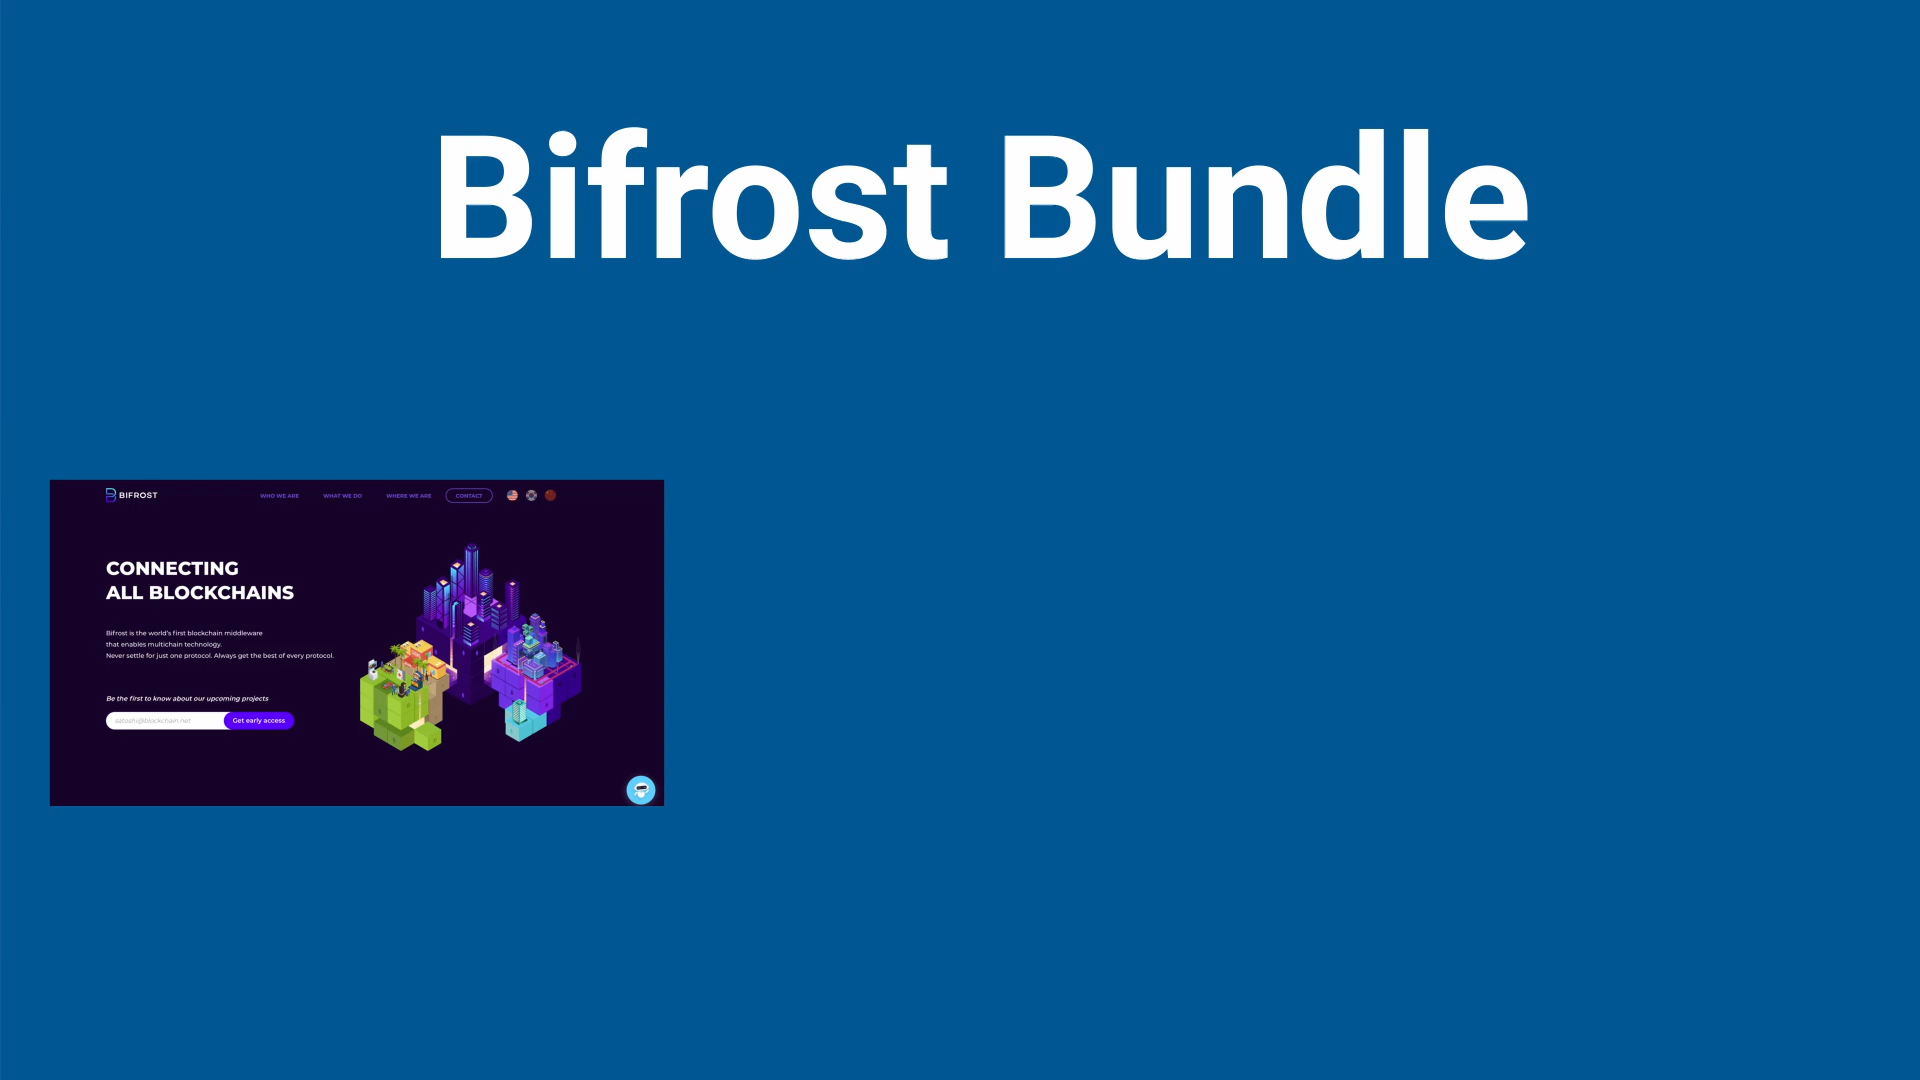 Bifrost Bundle
BIFROST WHO WE ARE WHAT WE DO WHERE WE ARE CONTACT
CONNECTING
ALL BLOCKCHAINS
Bifrost is the world's first blockchain middleware
that enables multichain technology.
Never settle for just one protocol. Always get the best of every protocol.
Be the first to know about our upcoming projects
satoshi@blockchain.net Get early access